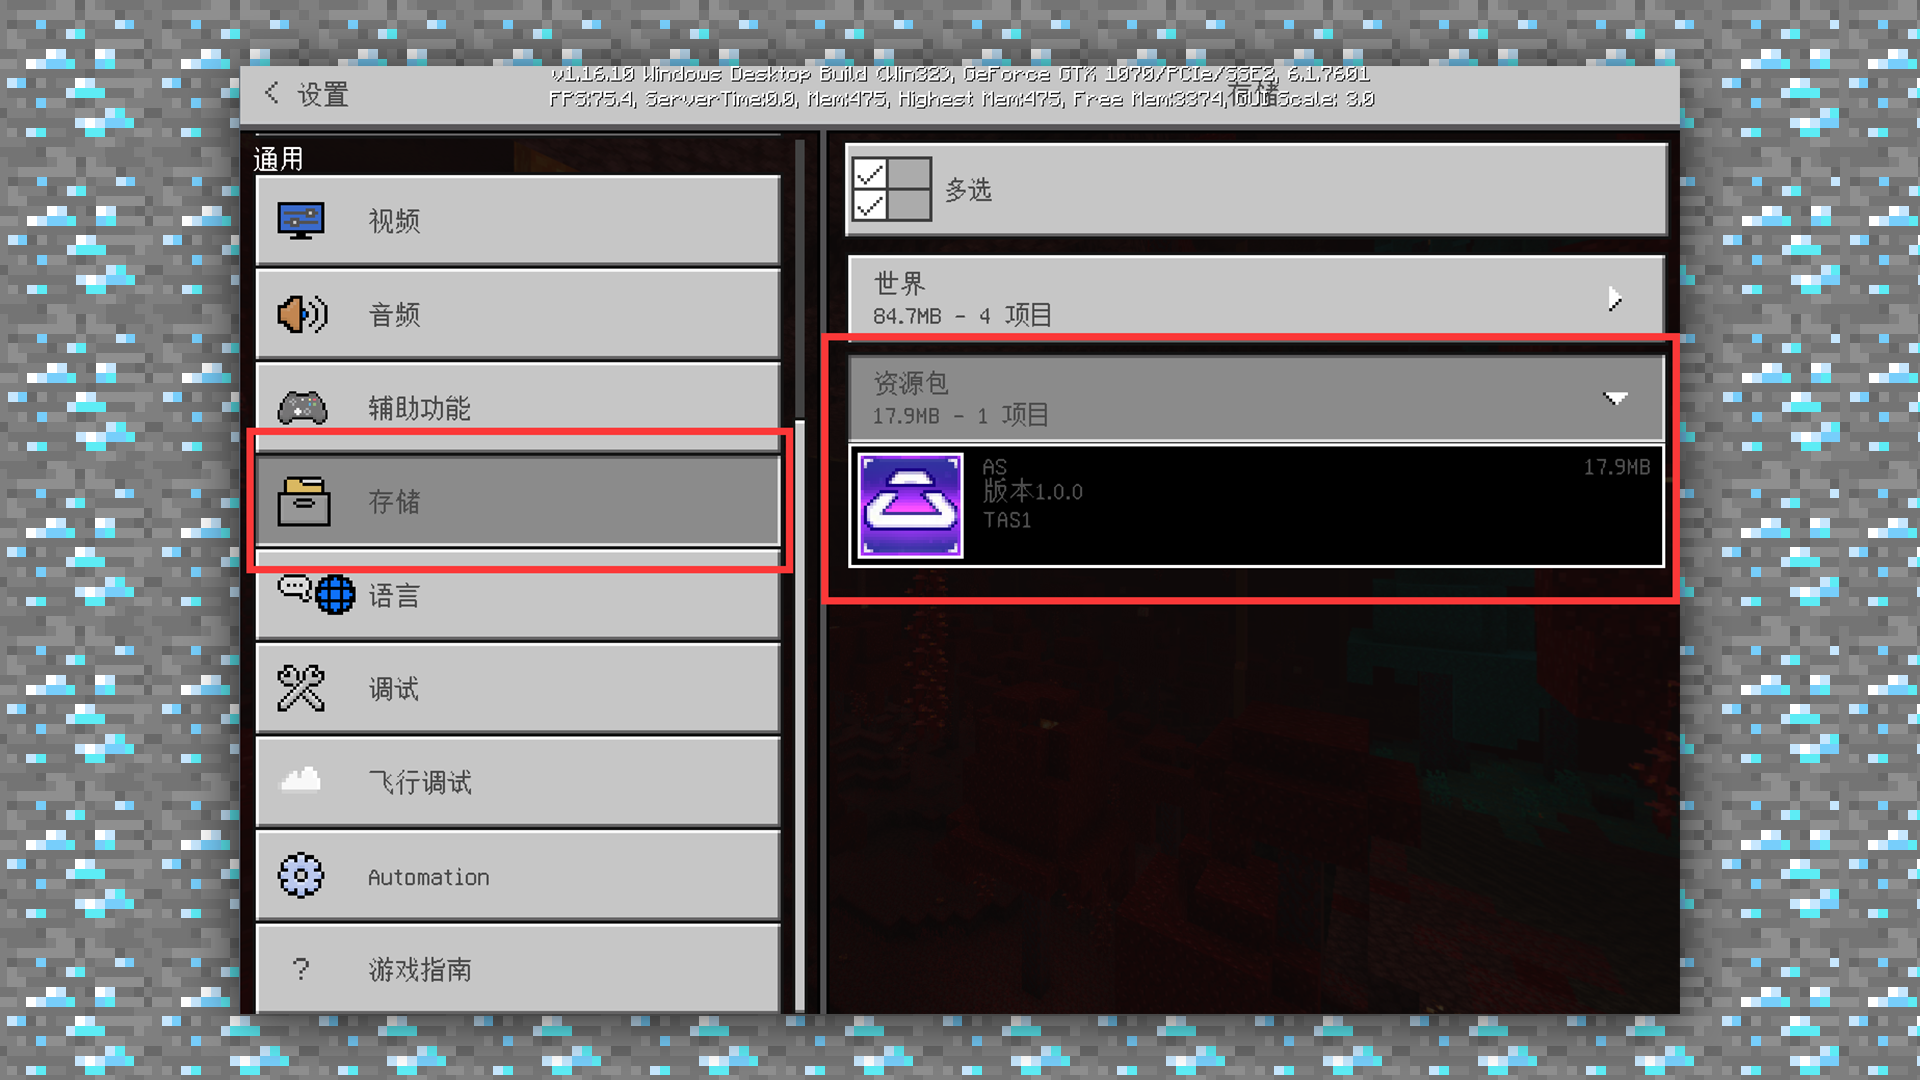 v1.16.10 Windows Desktop Build (Win32), GeForce GTX 1070/PCIe/SSE2, 6.1.7601
FPS:75.4, ServerTime:0.0, Mem:475, Highest Mem:475, Free Mem:3374, GUI Scale: 3.0
设置
存储
通用
视频
音频
辅助功能
存储
语言
调试
飞行调试
Automation
? 游戏指南
多选
世界
84.7MB - 4 项目
资源包
17.9MB - 1 项目
AS
17.9MB
版本1.0.0
TAS1